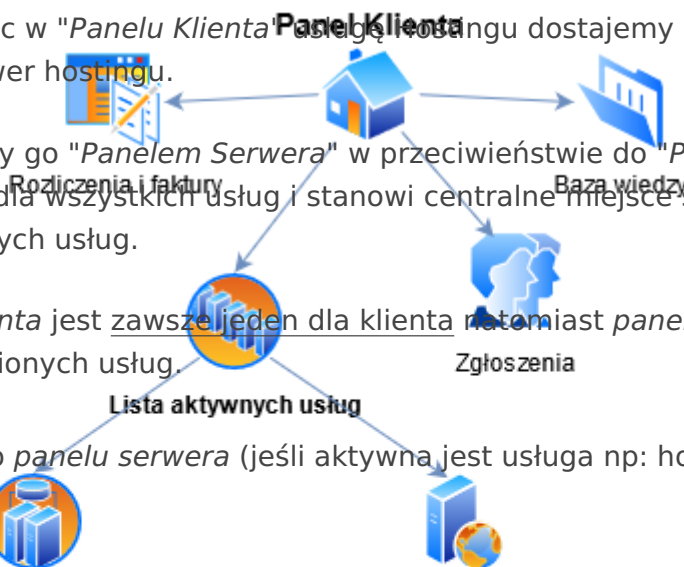 c w "Panelu Klienta" usługę Hostingu dostajemy
Panel Klienta
wer hostingu.
y go "Panelem Serwera" w przeciwieństwie do "P
Rozliczenia i faktury
Baza wiedzy
dla wszystkich usług i stanowi centralne miejsce
ych usług.
nta jest zawsze jeden dla klienta natomiast pane
ionych usług.
Zgłoszenia
Lista aktywnych usług
panelu serwera (jeśli aktywna jest usługa np: ho